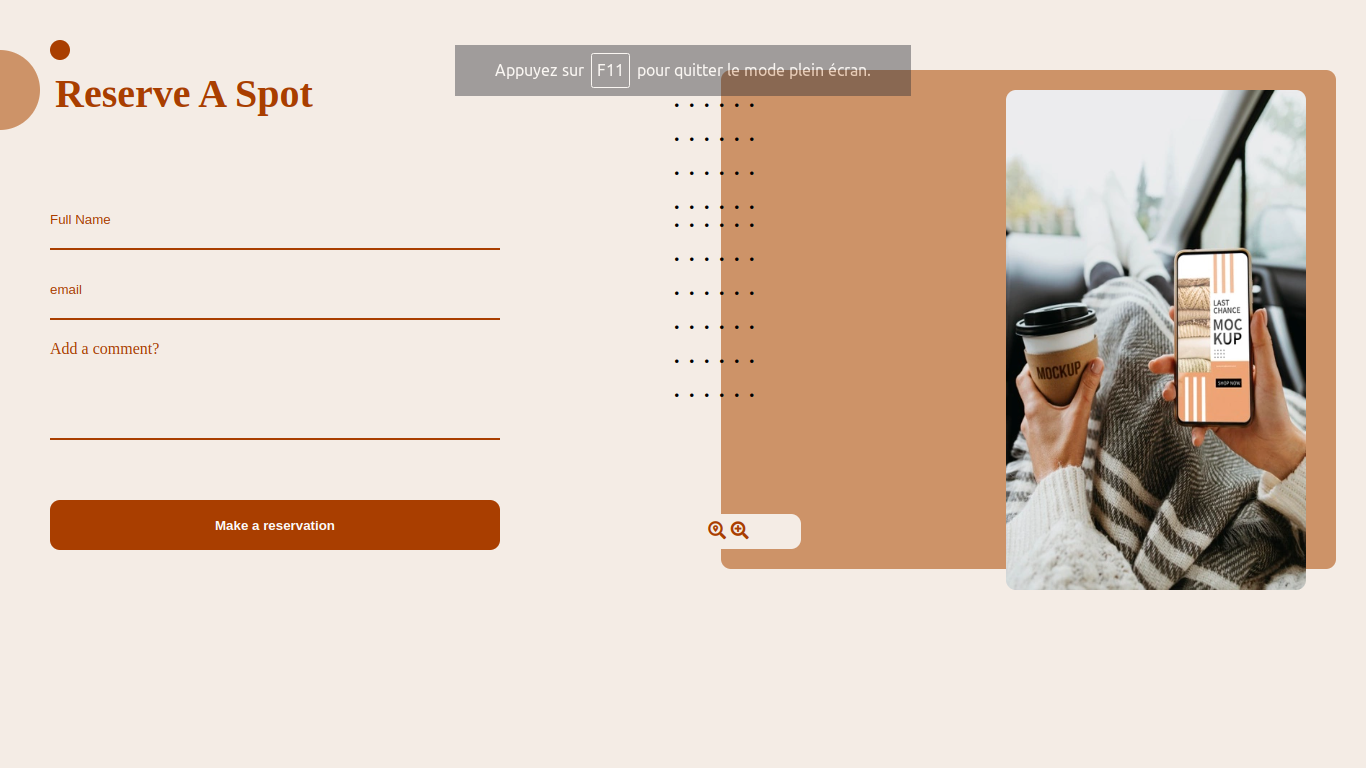 Appuyez sur F11 pour quitter le mode plein écran.
Reserve A Spot
Full Name
email
Add a comment?
Make a reservation
LAST
CHANCE
MOC
KUP
SHOP NOW
MOCKUP